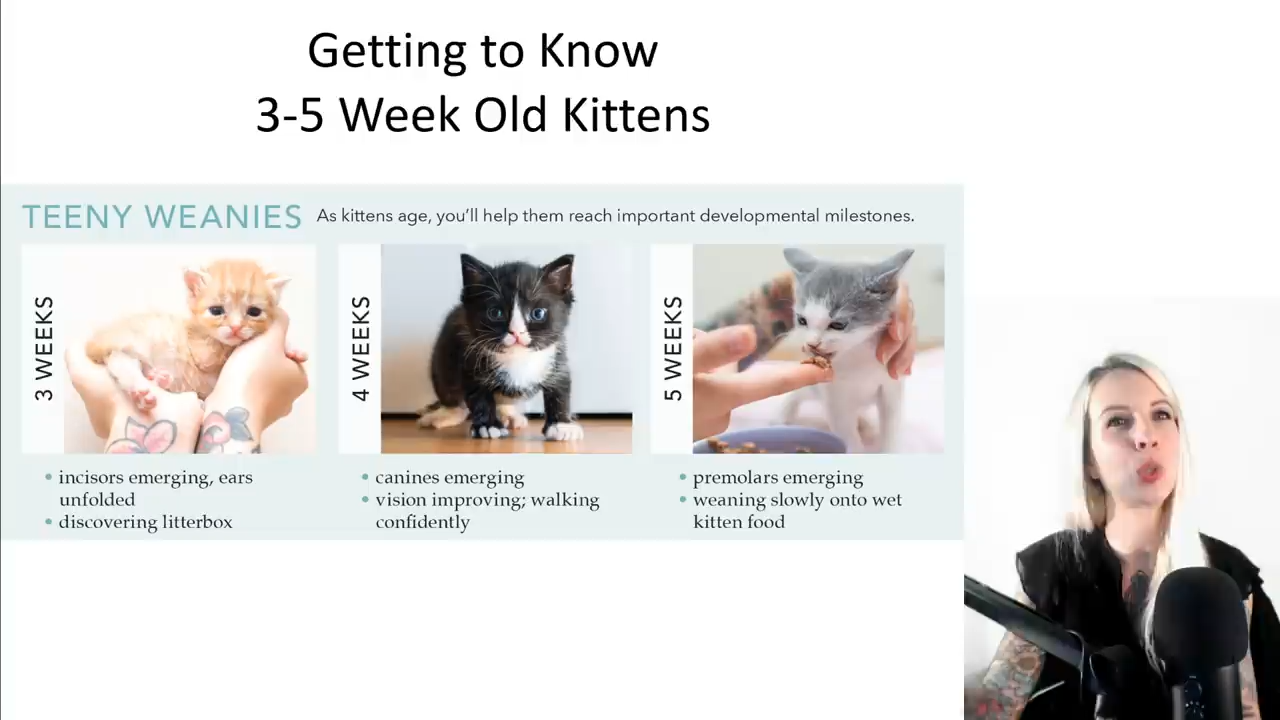 Getting to Know
3-5 Week Old Kittens
TEENY WEANIES
As kittens age, you'll help them reach important developmental milestones.
3 WEEKS
• incisors emerging, ears
unfolded
• discovering litterbox
4 WEEKS
• canines emerging
• vision improving; walking
confidently
5 WEEKS
• premolars emerging
• weaning slowly onto wet
kitten food